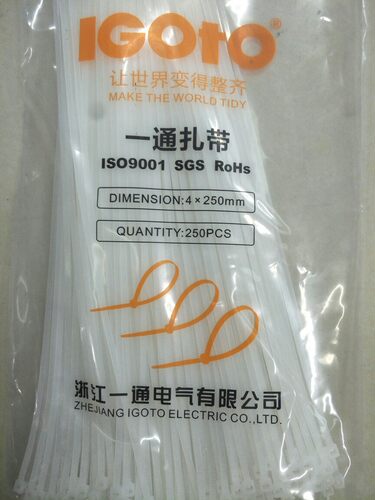 IGOTO
让世界变得整齐
MAKE THE WORLD TIDY
一通扎带
ISO9001 SGS RoHs
DIMENSION:4×250mm
QUANTITY:250PCS
浙江一通电气有限公司
ZHEJIANG IGOTO ELECTRIC CO.,LTD.